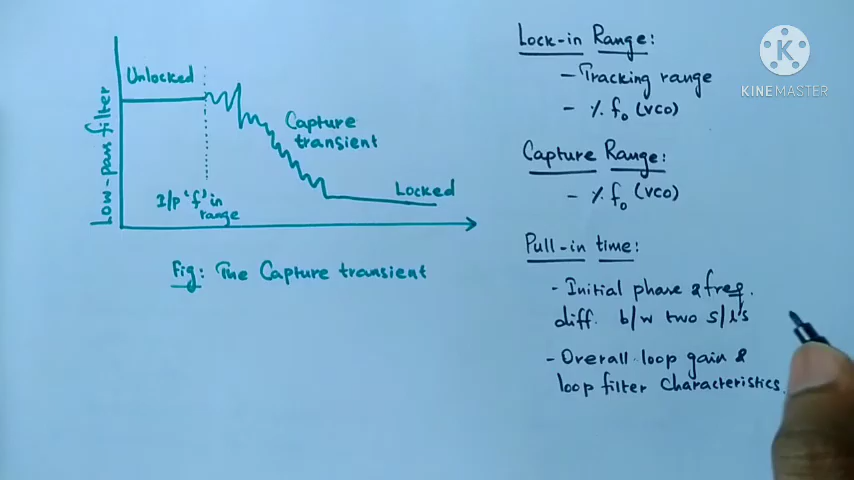 Unlocked
Low-pass filter
Capture
transient
Locked
I/p 'f' in
range
Fig: The Capture transient
Lock-in Range:
- Tracking range
- % f₀ (VCO)
Capture Range:
- % f₀ (VCO)
Pull-in time:
- Initial phase & freq.
diff. b/w two s/l's
- Overall loop gain &
loop filter characteristics.
K
KINEMASTER